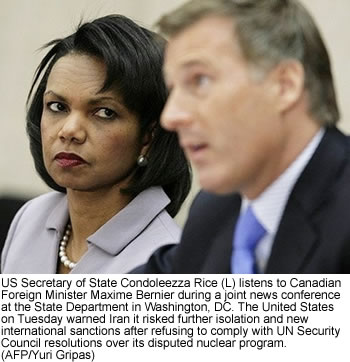 US Secretary of State Condoleezza Rice (L) listens to Canadian
Foreign Minister Maxime Bernier during a joint news conference
at the State Department in Washington, DC. The United States
on Tuesday warned Iran it risked further isolation and new
international sanctions after refusing to comply with UN Security
Council resolutions over its disputed nuclear program.
(AFP/Yuri Gripas)